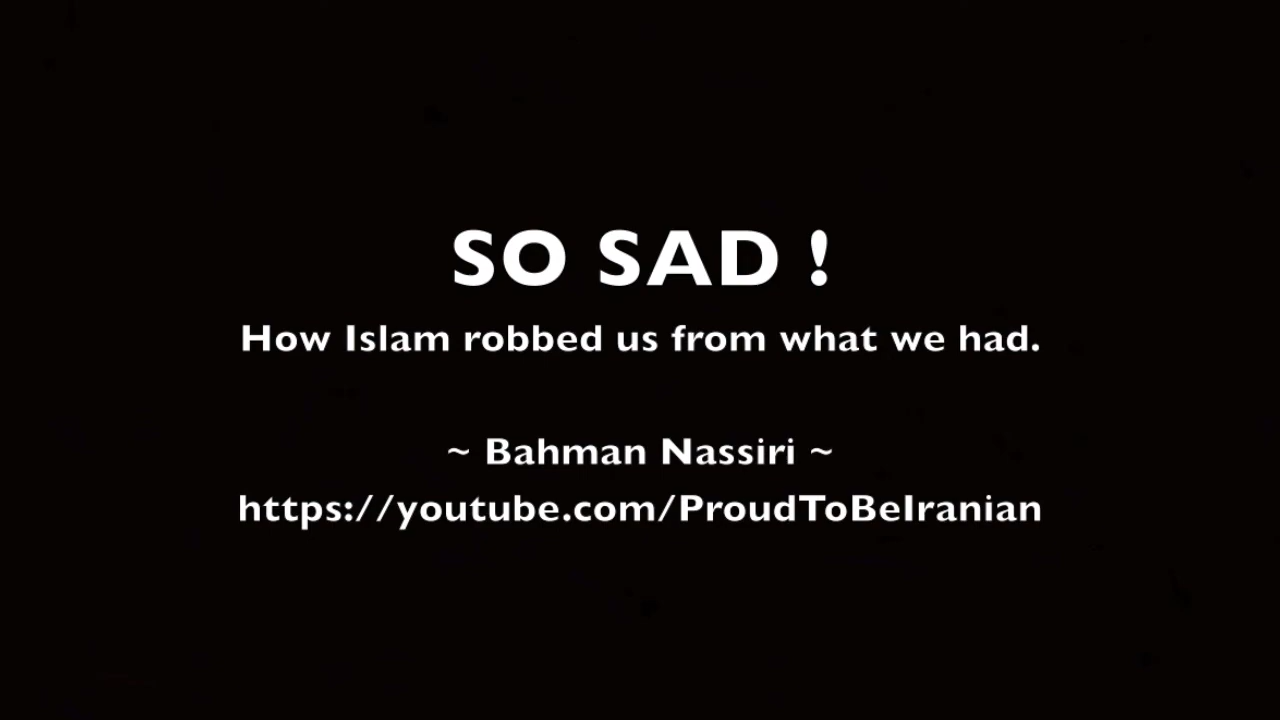 SO SAD !
How Islam robbed us from what we had.
~ Bahman Nassiri ~
https://youtube.com/ProudToBeIranian